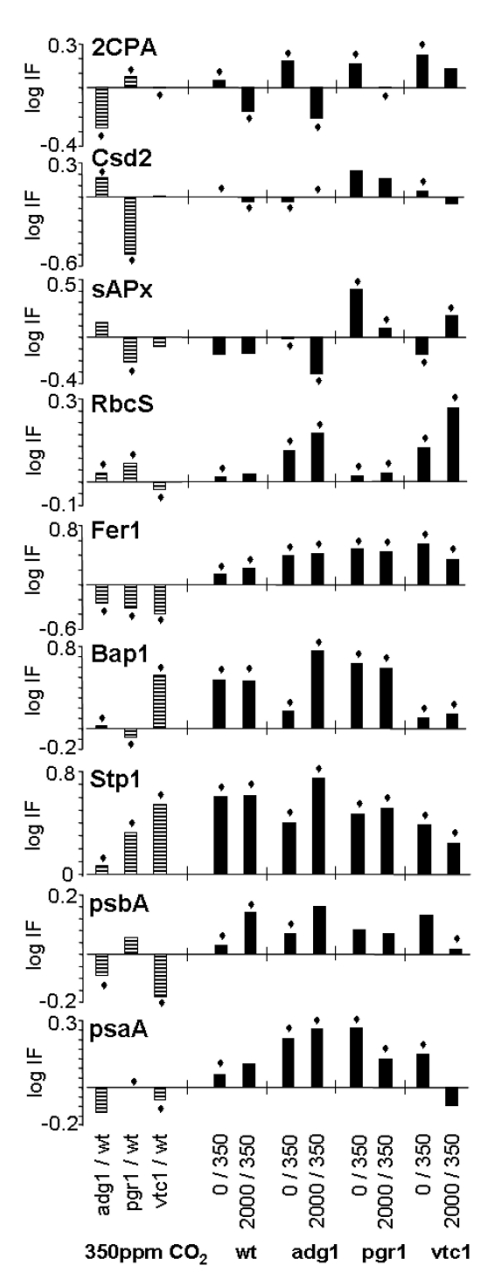 0.3
2CPA
log IF
-0.4
0.3
Csd2
log IF
-0.6
0.5
sAPx
log IF
-0.4
0.3
RbcS
log IF
-0.1
0.8
Fer1
log IF
-0.6
0.8
Bap1
log IF
-0.2
0.8
Stp1
log IF
0
0.2
psbA
log IF
-0.2
0.3
psaA
log IF
-0.2
adg1 / wt
pgr1 / wt
vtc1 / wt
0 / 350
2000 / 350
0 / 350
2000 / 350
0 / 350
2000 / 350
0 / 350
2000 / 350
350ppm CO₂ wt adg1 pgr1 vtc1